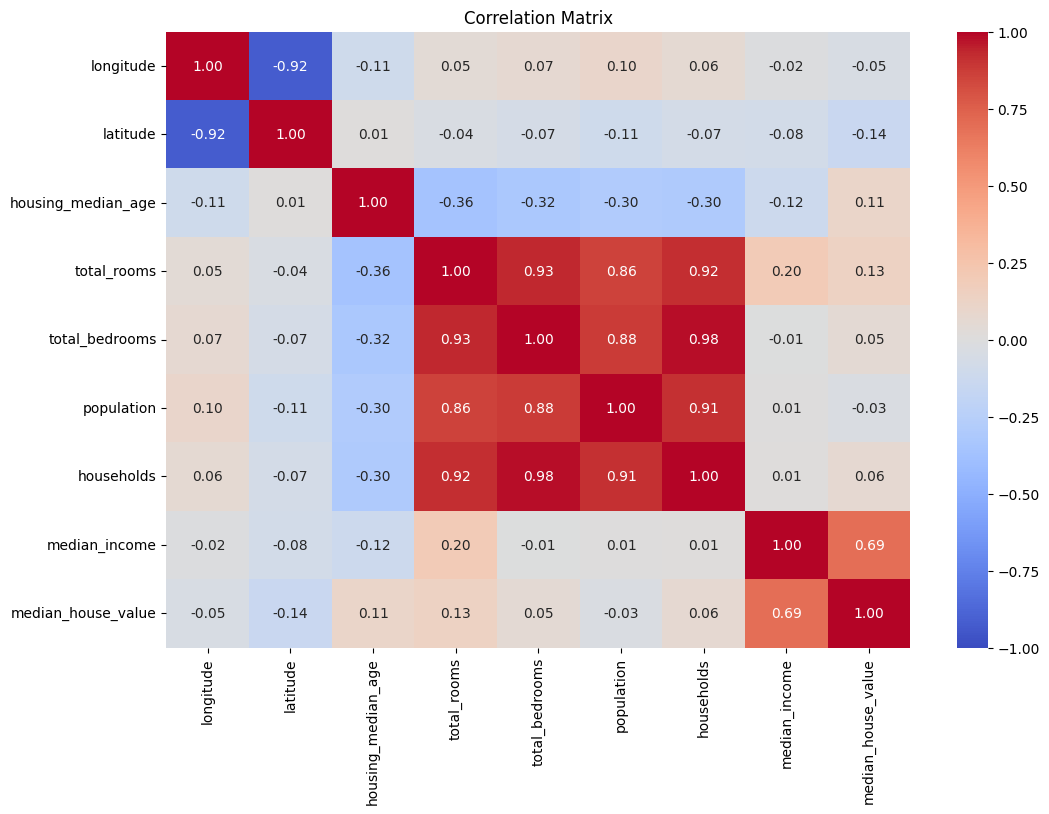 Correlation Matrix
longitude 1.00 -0.92 -0.11 0.05 0.07 0.10 0.06 -0.02 -0.05
latitude -0.92 1.00 0.01 -0.04 -0.07 -0.11 -0.07 -0.08 -0.14
housing_median_age -0.11 0.01 1.00 -0.36 -0.32 -0.30 -0.30 -0.12 0.11
total_rooms 0.05 -0.04 -0.36 1.00 0.93 0.86 0.92 0.20 0.13
total_bedrooms 0.07 -0.07 -0.32 0.93 1.00 0.88 0.98 -0.01 0.05
population 0.10 -0.11 -0.30 0.86 0.88 1.00 0.91 0.01 -0.03
households 0.06 -0.07 -0.30 0.92 0.98 0.91 1.00 0.01 0.06
median_income -0.02 -0.08 -0.12 0.20 -0.01 0.01 0.01 1.00 0.69
median_house_value -0.05 -0.14 0.11 0.13 0.05 -0.03 0.06 0.69 1.00
longitude
latitude
housing_median_age
total_rooms
total_bedrooms
population
households
median_income
median_house_value
1.00
0.75
0.50
0.25
0.00
−0.25
−0.50
−0.75
−1.00